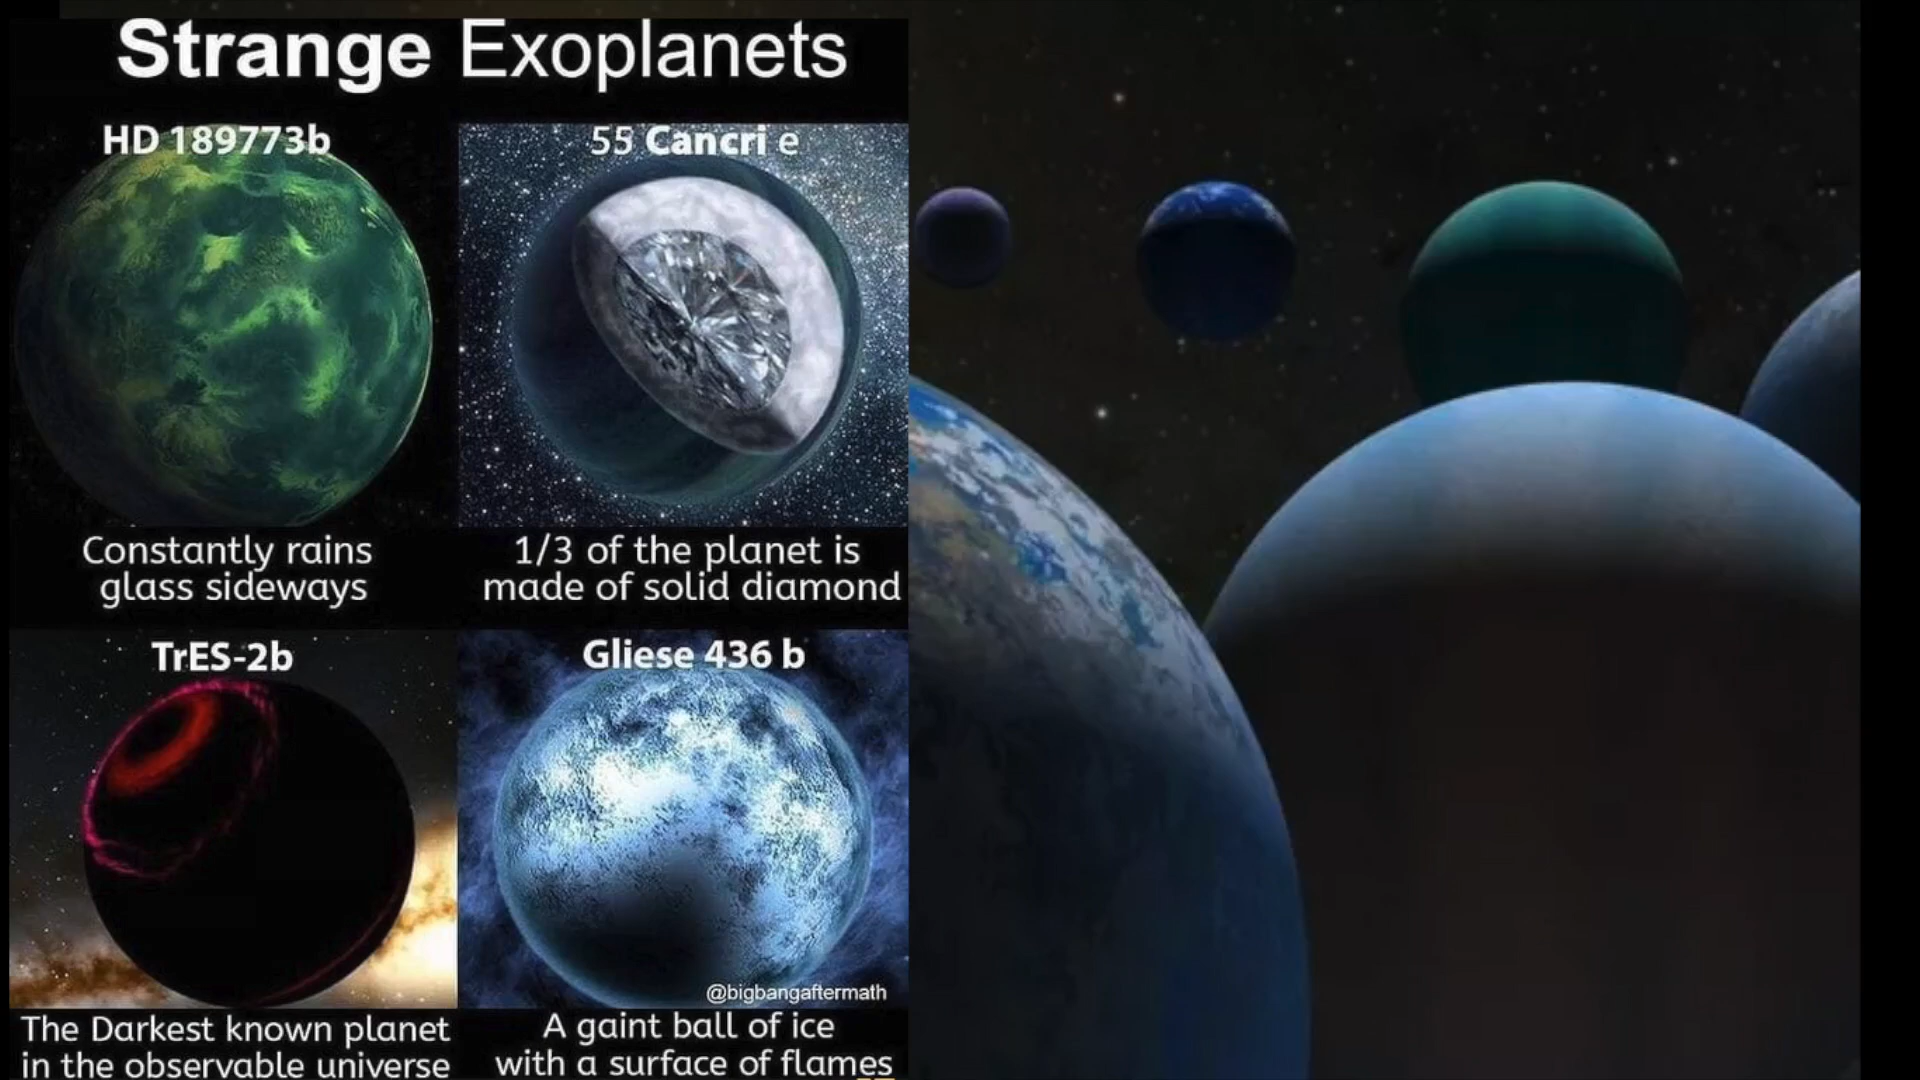 Strange Exoplanets
HD 189773b
55 Cancri e
Constantly rains
glass sideways
1/3 of the planet is
made of solid diamond
TrES-2b
Gliese 436 b
@bigbangaftermath
The Darkest known planet
in the observable universe
A gaint ball of ice
with a surface of flames